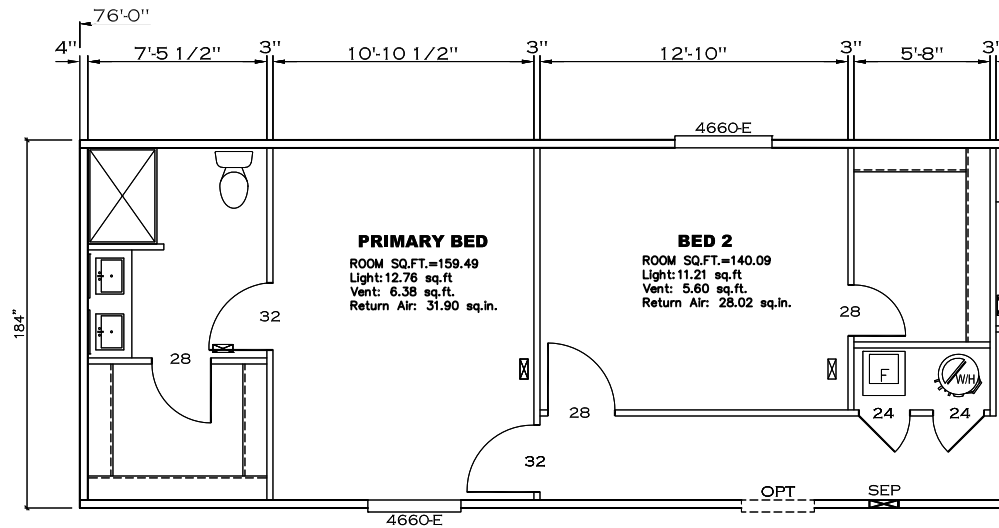 76'-0"
4" 7'-5 1/2" 3" 10'-10 1/2" 3" 12'-10" 3" 5'-8" 3"
4660-E
184"
PRIMARY BED
ROOM SQ.FT.=159.49
Light:12.76 sq.ft
Vent: 6.38 sq.ft.
Return Air: 31.90 sq.in.
BED 2
ROOM SQ.FT.=140.09
Light:11.21 sq.ft
Vent: 5.60 sq.ft.
Return Air: 28.02 sq.in.
32
28
28
F
W/H
28
24
24
32
OPT
SEP
4660-E